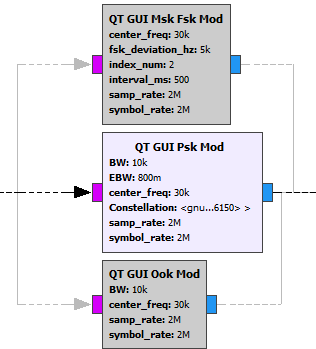 QT GUI Msk Fsk Mod
center_freq: 30k
fsk_deviation_hz: 5k
index_num: 2
interval_ms: 500
samp_rate: 2M
symbol_rate: 2M
QT GUI Psk Mod
BW: 10k
EBW: 800m
center_freq: 30k
Constellation: <gnu...6150> >
samp_rate: 2M
symbol_rate: 2M
QT GUI Ook Mod
BW: 10k
center_freq: 30k
samp_rate: 2M
symbol_rate: 2M